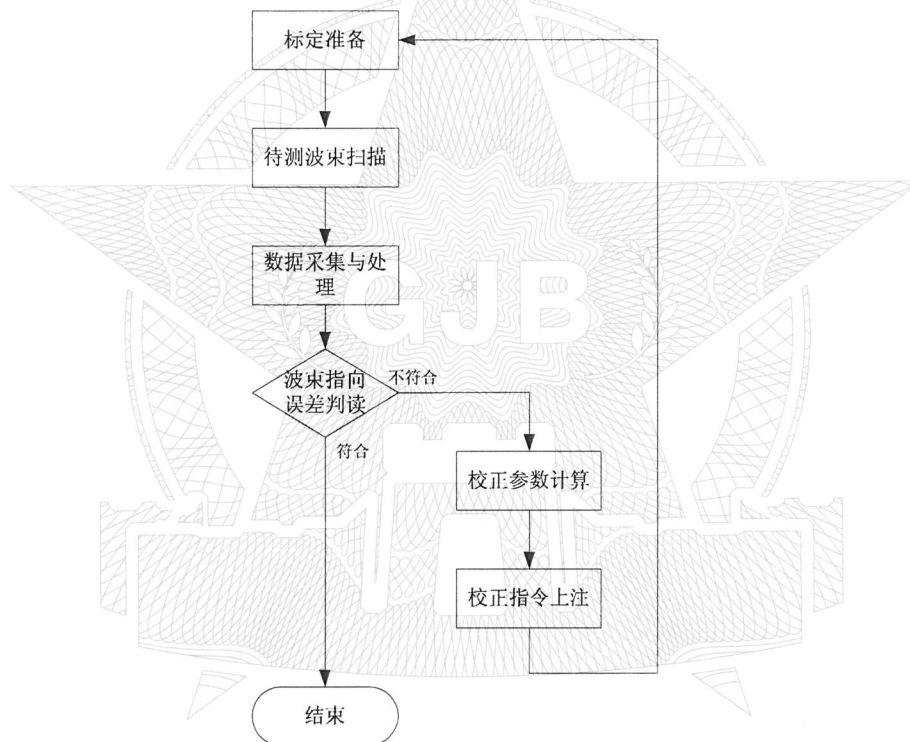 标定准备
待测波束扫描
数据采集与处
理
GJB
波束指向
误差判读
不符合
符合
校正参数计算
校正指令上注
结束